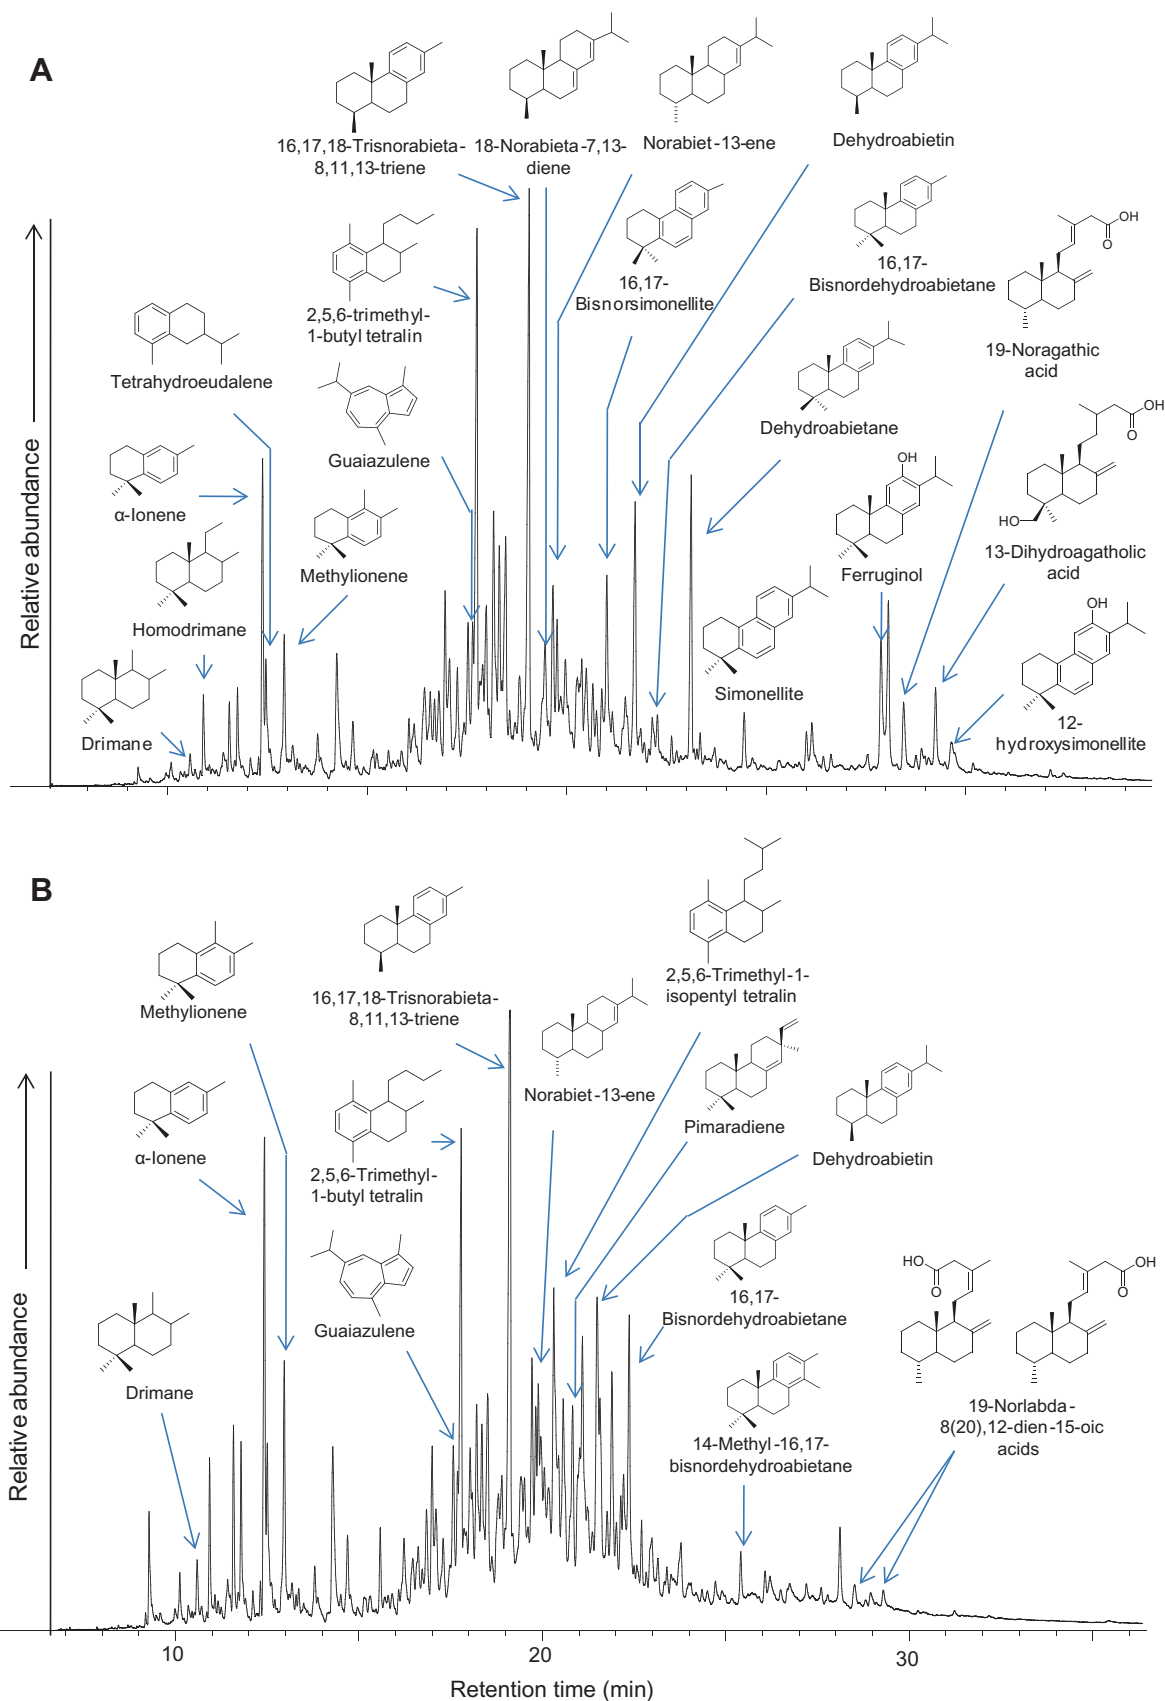 A
16,17,18-Trisnorabieta-
8,11,13-triene
18-Norabieta-7,13-
diene
Norabiet-13-ene
Dehydroabietin
2,5,6-trimethyl-
1-butyl tetralin
16,17-
Bisnorsimonellite
16,17-
Bisnordehydroabietane
OH
O
19-Noragathic
acid
Tetrahydroeudalene
Guaiazulene
Dehydroabietane
α-Ionene
Methylionene
OH
Ferruginol
OH
O
HO
13-Dihydroagatholic
acid
Homodrimane
Drimane
Simonellite
OH
12-
hydroxysimonellite
Relative abundance
B
Methylionene
16,17,18-Trisnorabieta-
8,11,13-triene
2,5,6-Trimethyl-1-
isopentyl tetralin
Norabiet-13-ene
Pimaradiene
Dehydroabietin
α-Ionene
2,5,6-Trimethyl-
1-butyl tetralin
Guaiazulene
16,17-
Bisnordehydroabietane
HO
O
OH
O
Drimane
14-Methyl-16,17-
bisnordehydroabietane
19-Norlabda-
8(20),12-dien-15-oic
acids
Relative abundance
10
20
30
Retention time (min)